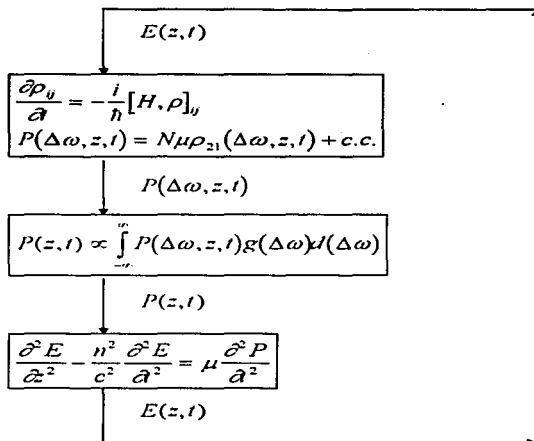 E(z,t)
∂ρ_ij/∂t = -i/ħ [H,ρ]_ij
P(Δω,z,t) = Nμρ_21(Δω,z,t) + c.c.
P(Δω,z,t)
P(z,t) ∝ ∫_{-∞}^{∞} P(Δω,z,t)g(Δω)d(Δω)
P(z,t)
∂²E/∂z² - n²/c² ∂²E/∂t² = μ ∂²P/∂t²
E(z,t)